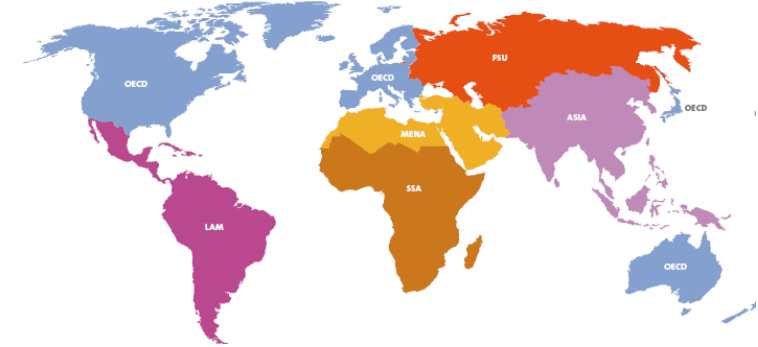 FSU
OECD
OECD
OECD
ASIA
MENA
SSA
LAM
OECD